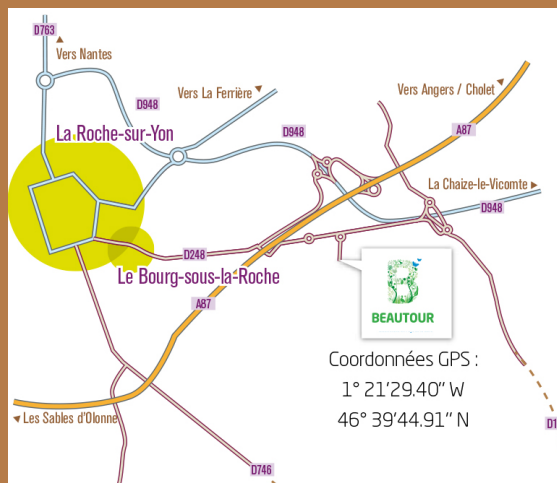 D763
Vers Nantes
D948
Vers La Ferrière
Vers Angers / Cholet
La Roche-sur-Yon
D948
A87
La Chaize-le-Vicomte
D948
D248
Le Bourg-sous-la-Roche
A87
BEAUTOUR
Coordonnées GPS :
1° 21’29.40’’ W
46° 39’44.91’’ N
Les Sables d'Olonne
D1
D746